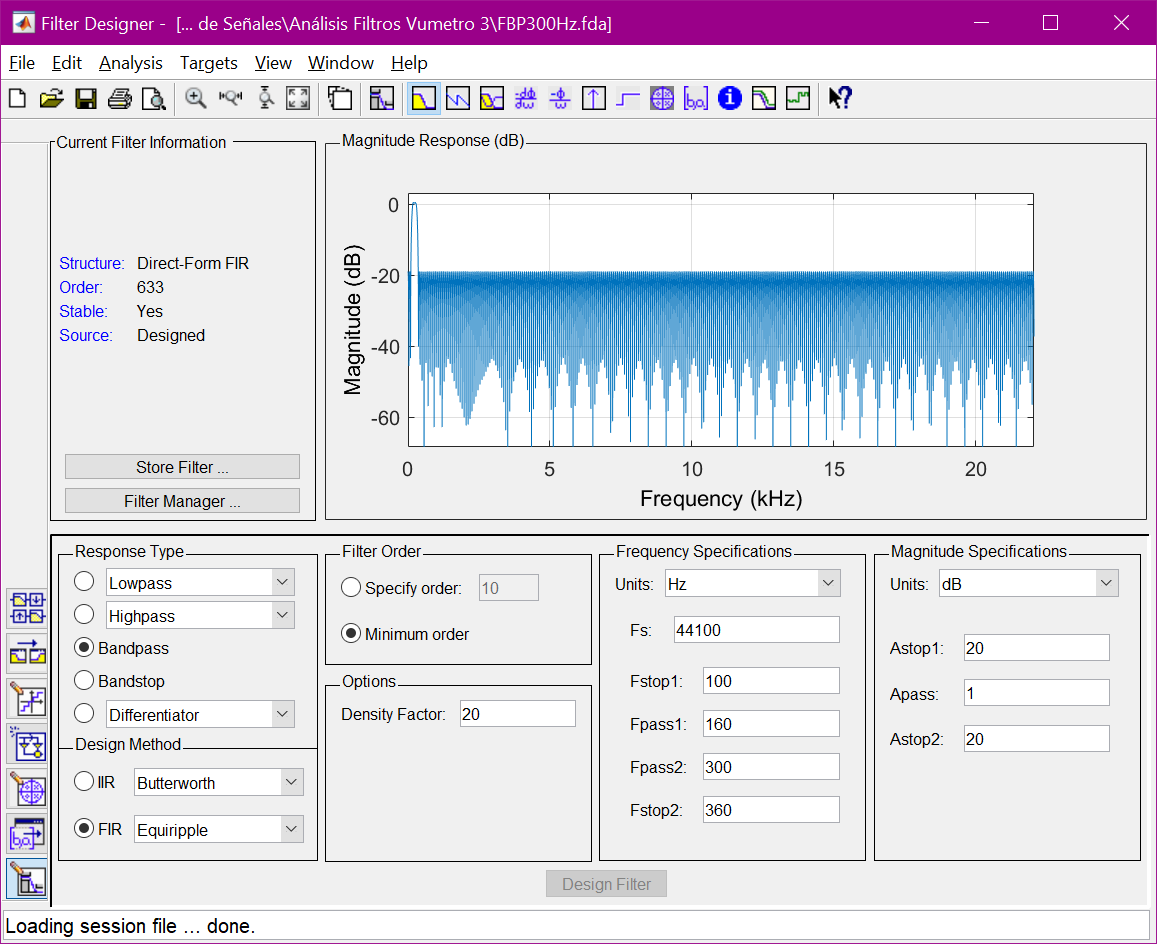 Filter Designer - [... de Señales\Análisis Filtros Vumetro 3\FBP300Hz.fda]
File Edit Analysis Targets View Window Help
Current Filter Information
Structure: Direct-Form FIR
Order: 633
Stable: Yes
Source: Designed
Store Filter ...
Filter Manager ...
Magnitude Response (dB)
Magnitude (dB)
0
-20
-40
-60
0 5 10 15 20
Frequency (kHz)
Response Type
Lowpass
Highpass
Bandpass
Bandstop
Differentiator
Design Method
IIR Butterworth
FIR Equiripple
Filter Order
Specify order: 10
Minimum order
Options
Density Factor: 20
Frequency Specifications
Units: Hz
Fs: 44100
Fstop1: 100
Fpass1: 160
Fpass2: 300
Fstop2: 360
Magnitude Specifications
Units: dB
Astop1: 20
Apass: 1
Astop2: 20
Design Filter
Loading session file ... done.